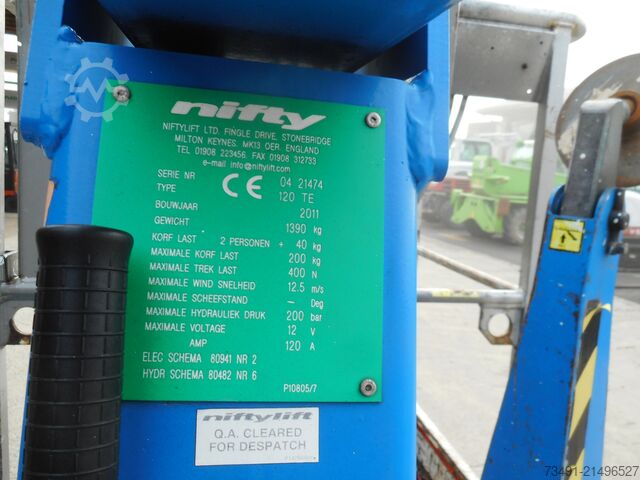 nifty
NIFTYLIFT LTD, FINGLE DRIVE, STONEBRIDGE
MILTON KEYNES. MK13 OER. ENGLAND
TEL 01908 223456. FAX 01908 312733
e-mail info@niftylift.com
SERIE NR 04 21474
TYPE CE 120 TE
BOUWJAAR 2011
GEWICHT 1390 kg
KORF LAST 2 PERSONEN + 40 kg
MAXIMALE KORF LAST 200 kg
MAXIMALE TREK LAST 400 N
MAXIMALE WIND SNELHEID 12.5 m/s
MAXIMALE SCHEEFSTAND – Deg
MAXIMALE HYDRAULIEK DRUK 200 bar
MAXIMALE VOLTAGE 12 V
AMP 120 A
ELEC SCHEMA 80941 NR 2
HYDR SCHEMA 80482 NR 6
P10805/7
niftylift
Q.A. CLEARED
FOR DESPATCH
73491-21496527